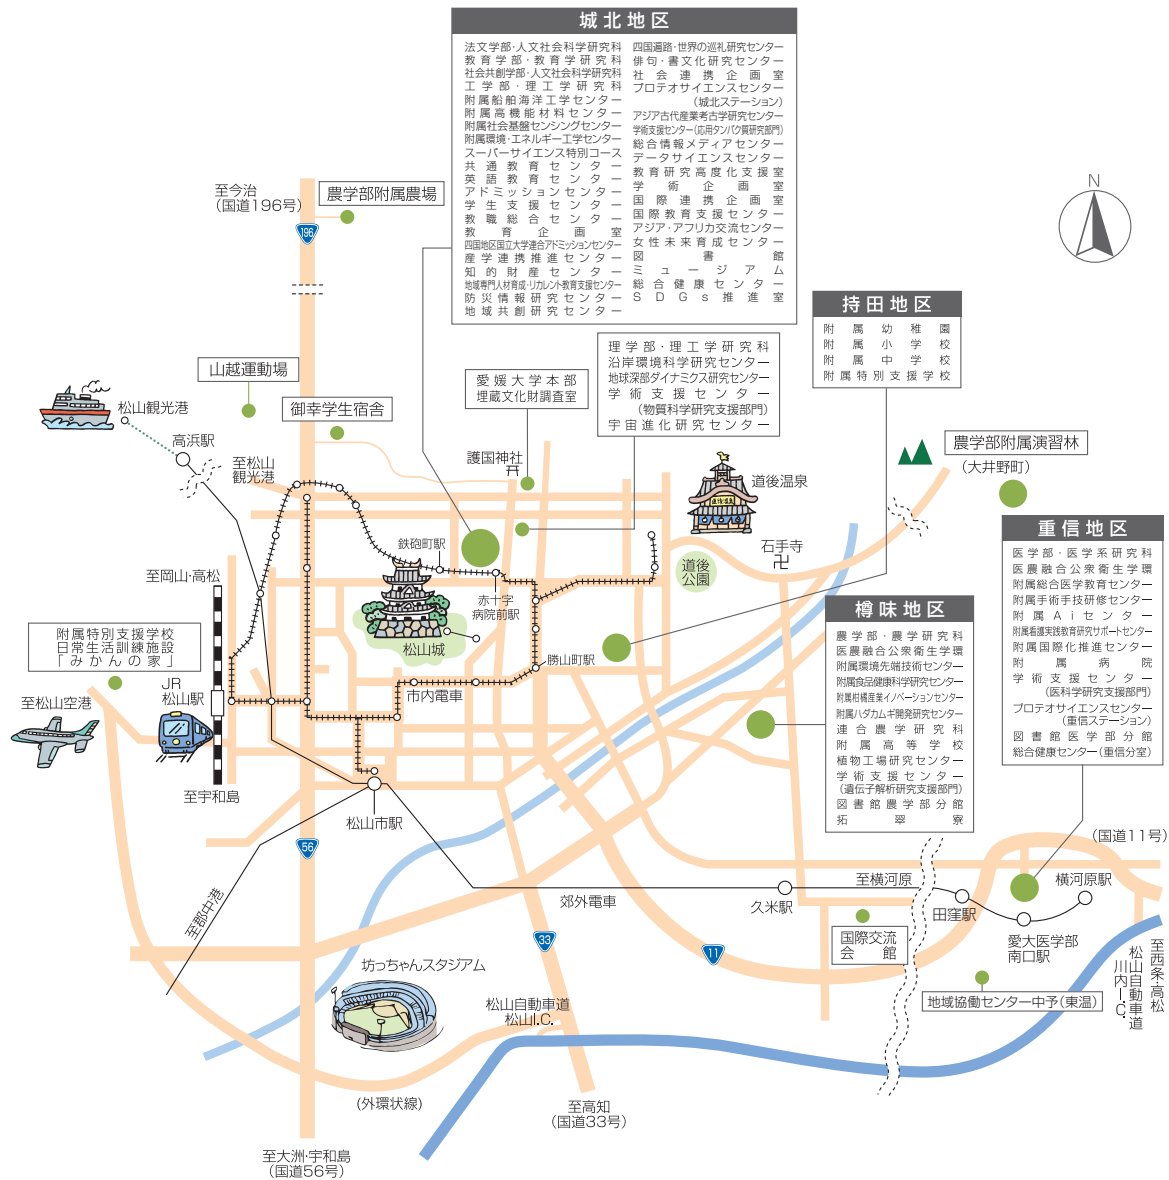 城北地区
法文学部・人文社会科学研究科
教育学部・教育学研究科
社会共創学部・人文社会科学研究科
工学部・理工学研究科
附属船舶海洋工学センター
附属高機能材料センター
附属社会基盤センシングセンター
附属環境・エネルギー工学センター
スーパーサイエンス特別コース
共通教育センター
英語教育センター
アドミッションセンター
学生支援センター
教職総合センター
教育企画室
四国地区国立大学連合アドミッションセンター
産学連携推進センター
知的財産センター
地域専門人材育成・リカレント教育支援センター
防災情報研究センター
地域共創研究センター
四国遍路・世界の巡礼研究センター
俳句・書文化研究センター
社会連携企画室
プロテオサイエンスセンター
(城北ステーション)
アジア古代産業考古学研究センター
学術支援センター(応用タンパク質研究部門)
総合情報メディアセンター
データサイエンスセンター
教育研究高度化支援室
学術企画室
国際連携企画室
国際教育支援センター
アジア・アフリカ交流センター
女性未来育成センター
図書館
ミュージアム
総合健康センター
SDGs推進室
至今治
(国道196号)
農学部附属農場
196
N
持田地区
附属幼稚園
附属小学校
附属中学校
附属特別支援学校
理学部・理工学研究科
沿岸環境科学研究センター
地球深部ダイナミクス研究センター
学術支援センター
(物質科学研究支援部門)
宇宙進化研究センター
愛媛大学本部
埋蔵文化財調査室
山越運動場
御幸学生宿舎
松山観光港
高浜駅
至松山
観光港
護国神社
道後温泉
道後温泉
農学部附属演習林
(大井野町)
鉄砲町駅
石手寺
道後
公園
至岡山・高松
赤十字
病院前駅
松山城
勝山町駅
市内電車
附属特別支援学校
日常生活訓練施設
「みかんの家」
JR
松山駅
至松山空港
至宇和島
松山市駅
重信地区
医学部・医学系研究科
医農融合公衆衛生学環
附属総合医学教育センター
附属手術手技研修センター
附属Aiセンター
附属看護実践教育研究サポートセンター
附属国際化推進センター
附属病院
学術支援センター
(医科学研究支援部門)
プロテオサイエンスセンター
(重信ステーション)
図書館医学部分館
総合健康センター(重信分室)
樽味地区
農学部・農学研究科
医農融合公衆衛生学環
附属環境先端技術センター
附属食品健康科学研究センター
附属柑橘産業イノベーションセンター
附属ハダカムギ開発研究センター
連合農学研究科
附属高等学校
植物工場研究センター
学術支援センター
(遺伝子解析研究支援部門)
図書館農学部分館
拓翠寮
56
(国道11号)
至横河原
横河原駅
郊外電車
久米駅
田窪駅
愛大医学部
南口駅
至郡中港
33
11
国際交流
会館
地域協働センター中予(東温)
至西条・高松
松山自動車道
川内I.C.
坊っちゃんスタジアム
松山自動車道
松山I.C.
(外環状線)
至高知
(国道33号)
至大洲・宇和島
(国道56号)